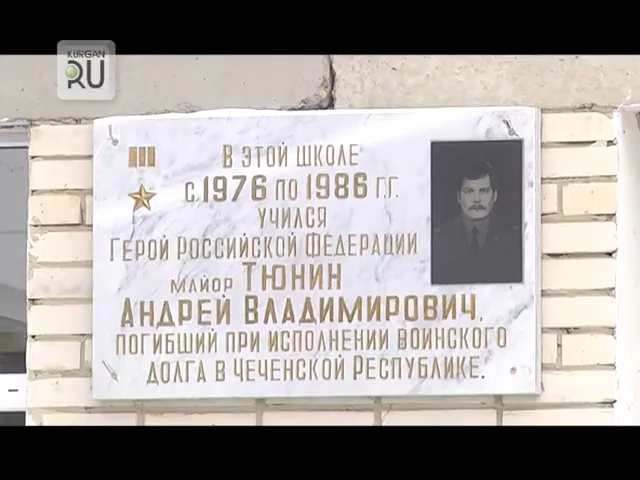 KURGAN
RU
В ЭТОЙ ШКОЛЕ
С 1976 ПО 1986 Г.Г.
УЧИЛСЯ
ГЕРОЙ РОССИЙСКОЙ ФЕДЕРАЦИИ
МАЙОР ТЮНИН
АНДРЕЙ ВЛАДИМИРОВИЧ,
ПОГИБШИЙ ПРИ ИСПОЛНЕНИИ ВОИНСКОГО
ДОЛГА В ЧЕЧЕНСКОЙ РЕСПУБЛИКЕ.